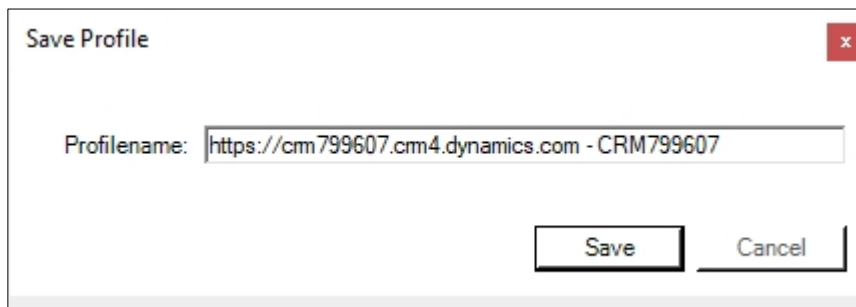 Save Profile
x
Profilename: https://crm799607.crm4.dynamics.com - CRM799607
Save Cancel